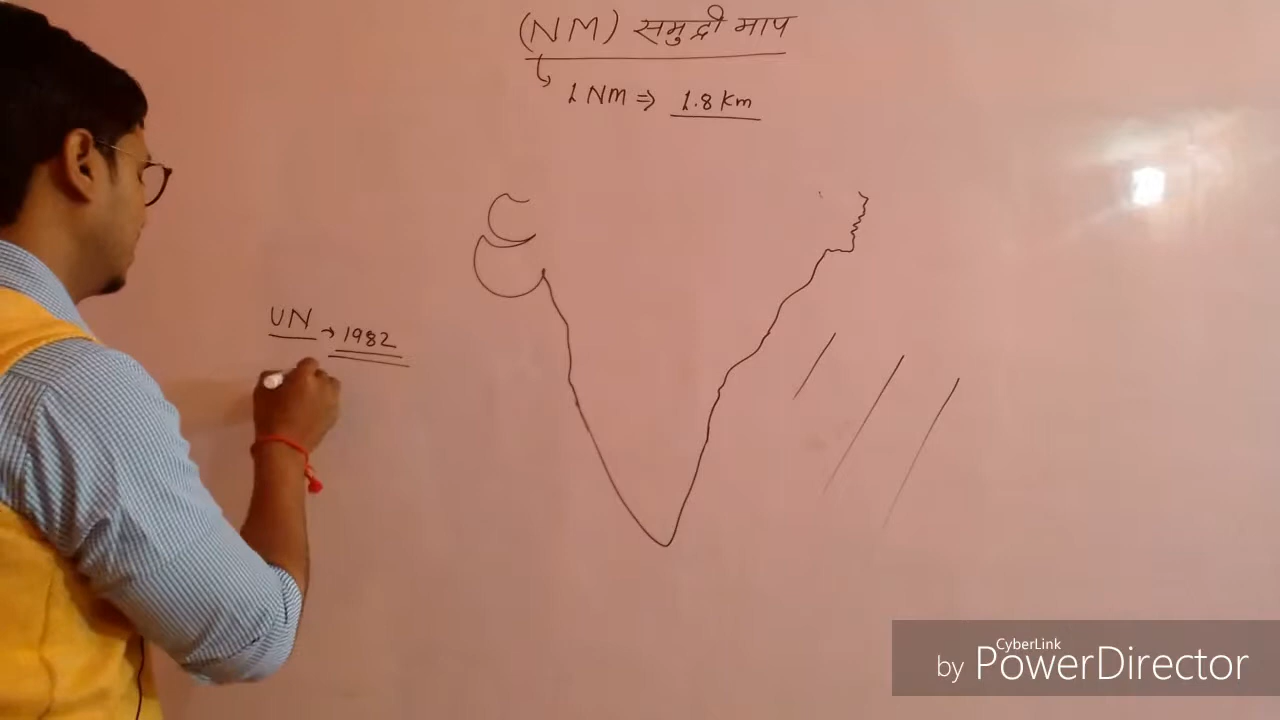 (NM) समुद्री माप
1 NM ⇒ 1.8 Km
UN → 1982
CyberLink
by PowerDirector